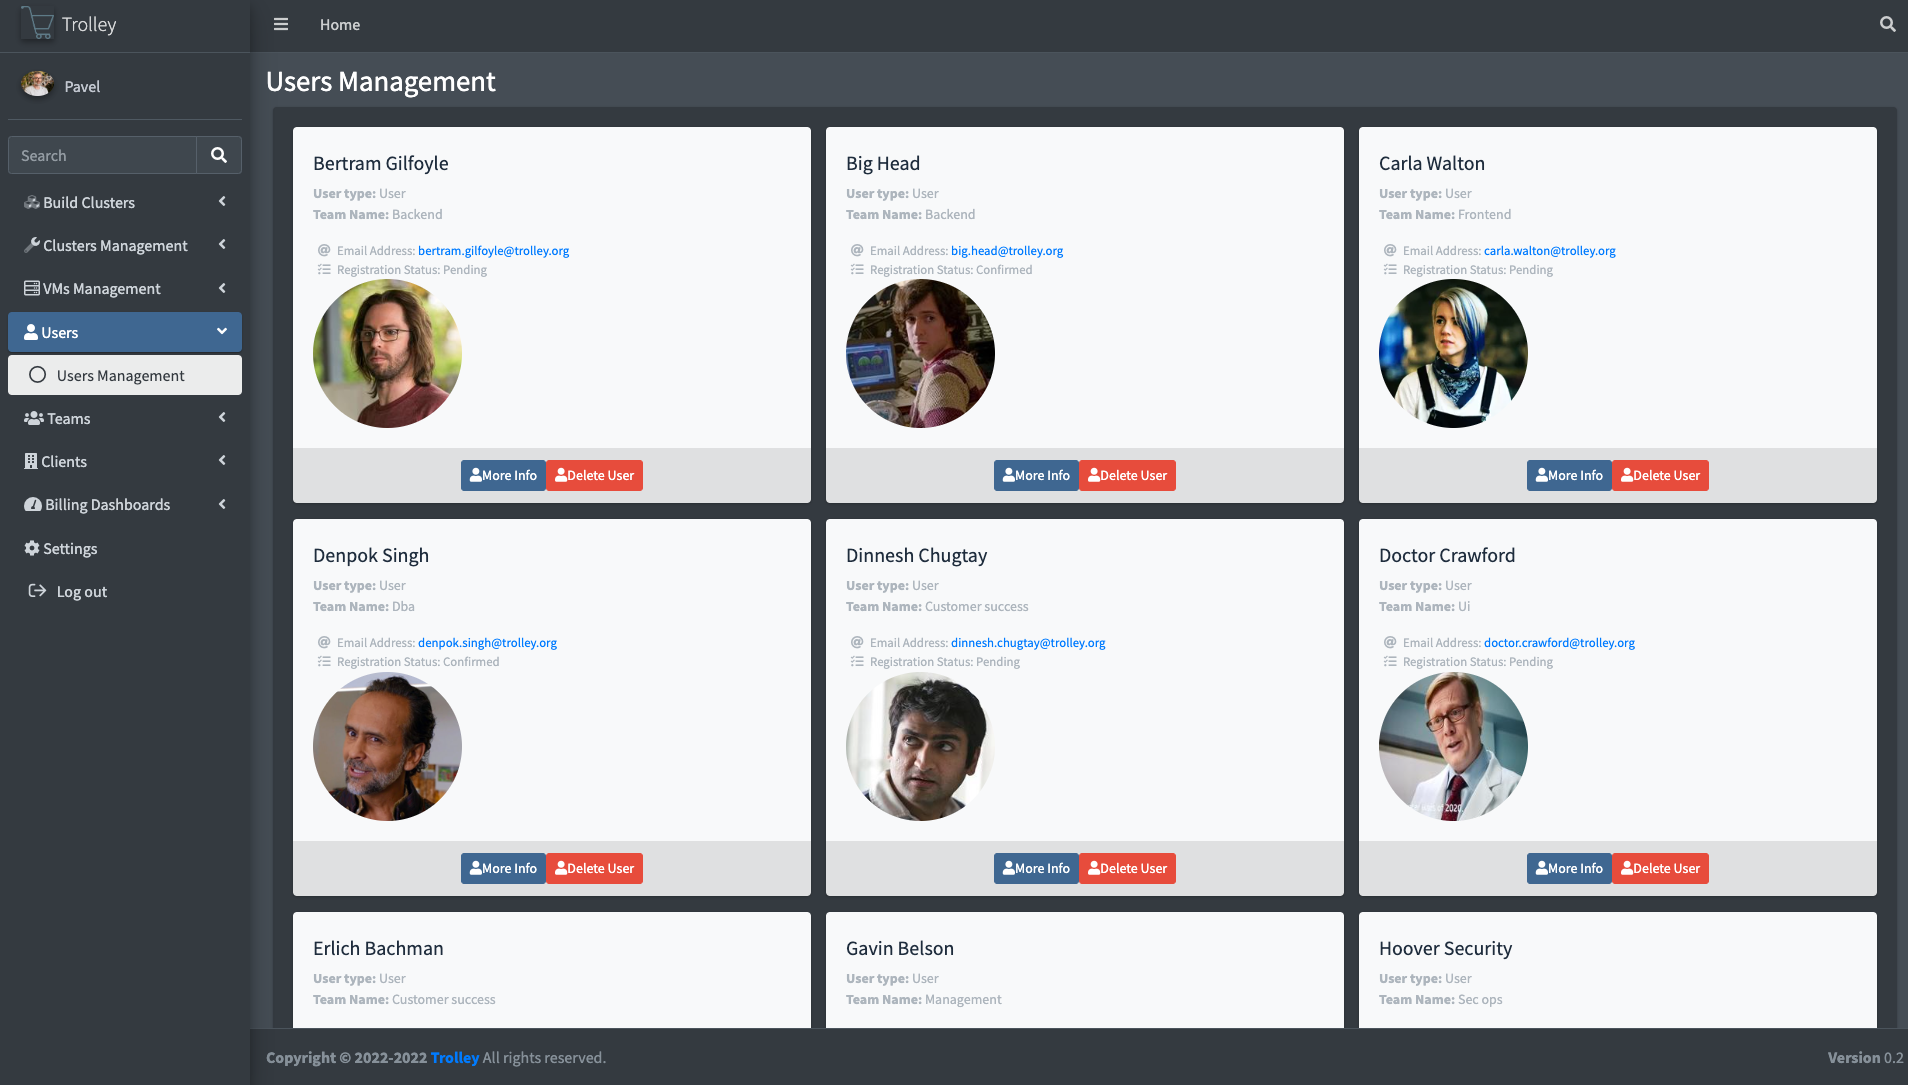 Trolley
Home
Pavel
Search
Build Clusters
Clusters Management
VMs Management
Users
Users Management
Teams
Clients
Billing Dashboards
Settings
Log out
Users Management
Bertram Gilfoyle
User type: User
Team Name: Backend
Email Address: bertram.gilfoyle@trolley.org
Registration Status: Pending
More Info Delete User
Big Head
User type: User
Team Name: Backend
Email Address: big.head@trolley.org
Registration Status: Confirmed
More Info Delete User
Carla Walton
User type: User
Team Name: Frontend
Email Address: carla.walton@trolley.org
Registration Status: Pending
More Info Delete User
Denpok Singh
User type: User
Team Name: Dba
Email Address: denpok.singh@trolley.org
Registration Status: Confirmed
More Info Delete User
Dinnesh Chugtay
User type: User
Team Name: Customer success
Email Address: dinnesh.chugtay@trolley.org
Registration Status: Pending
More Info Delete User
Doctor Crawford
User type: User
Team Name: Ui
Email Address: doctor.crawford@trolley.org
Registration Status: Pending
of 2020.
More Info Delete User
Erlich Bachman
User type: User
Team Name: Customer success
Gavin Belson
User type: User
Team Name: Management
Hoover Security
User type: User
Team Name: Sec ops
Copyright © 2022-2022 Trolley All rights reserved.
Version 0.2